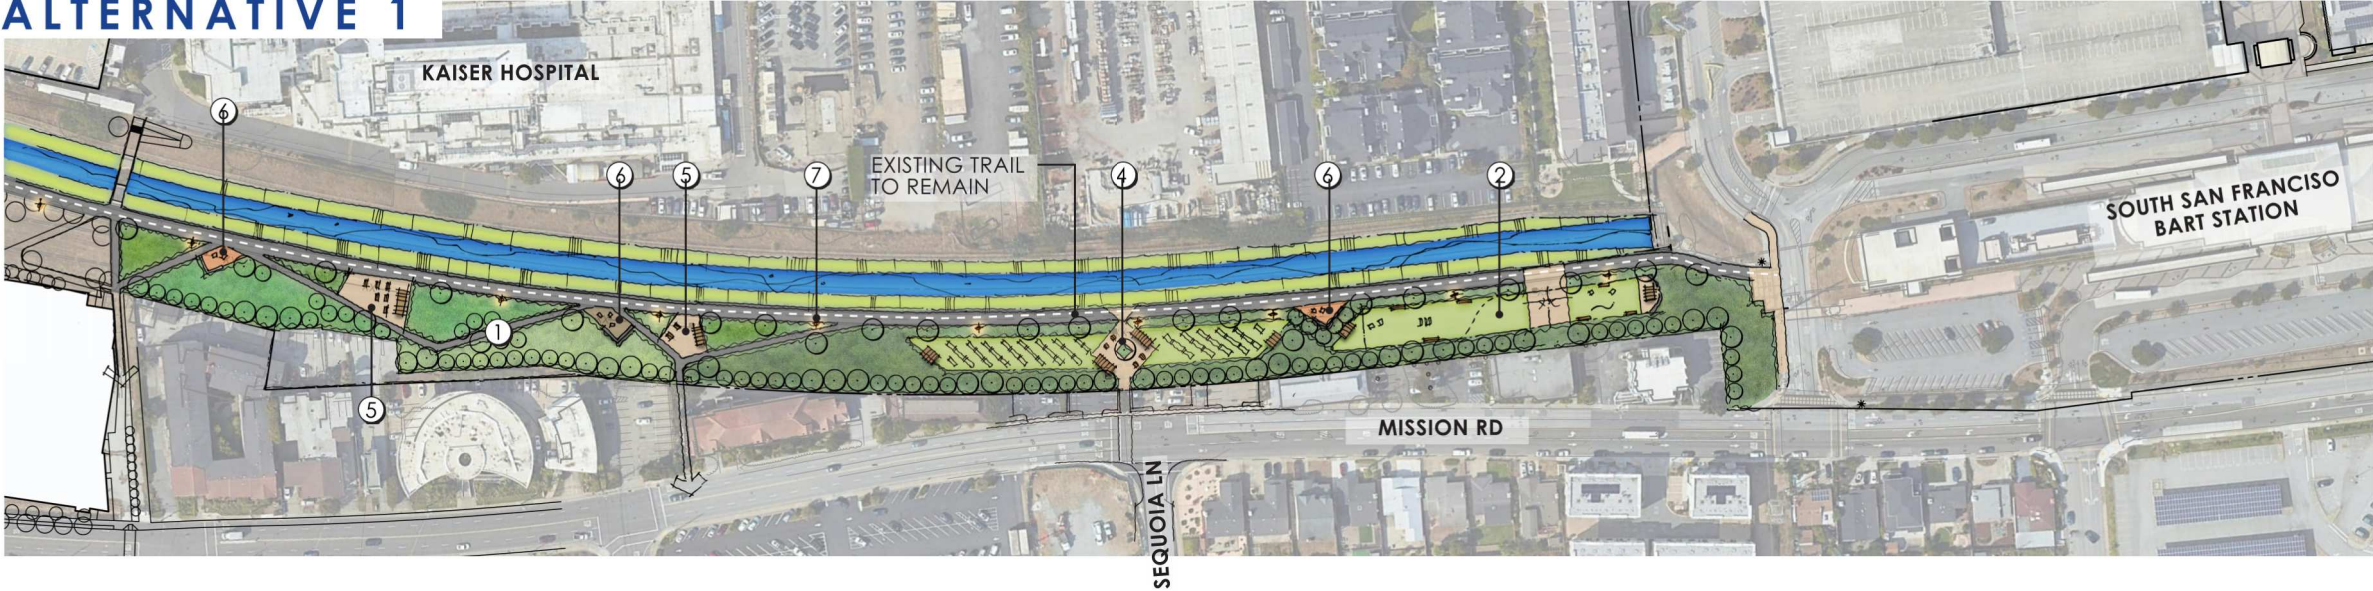 ALTERNATIVE 1
KAISER HOSPITAL
6
6
5
7
EXISTING TRAIL
TO REMAIN
4
6
2
SOUTH SAN FRANCISO
BART STATION
1
5
MISSION RD
SEQUOIA LN